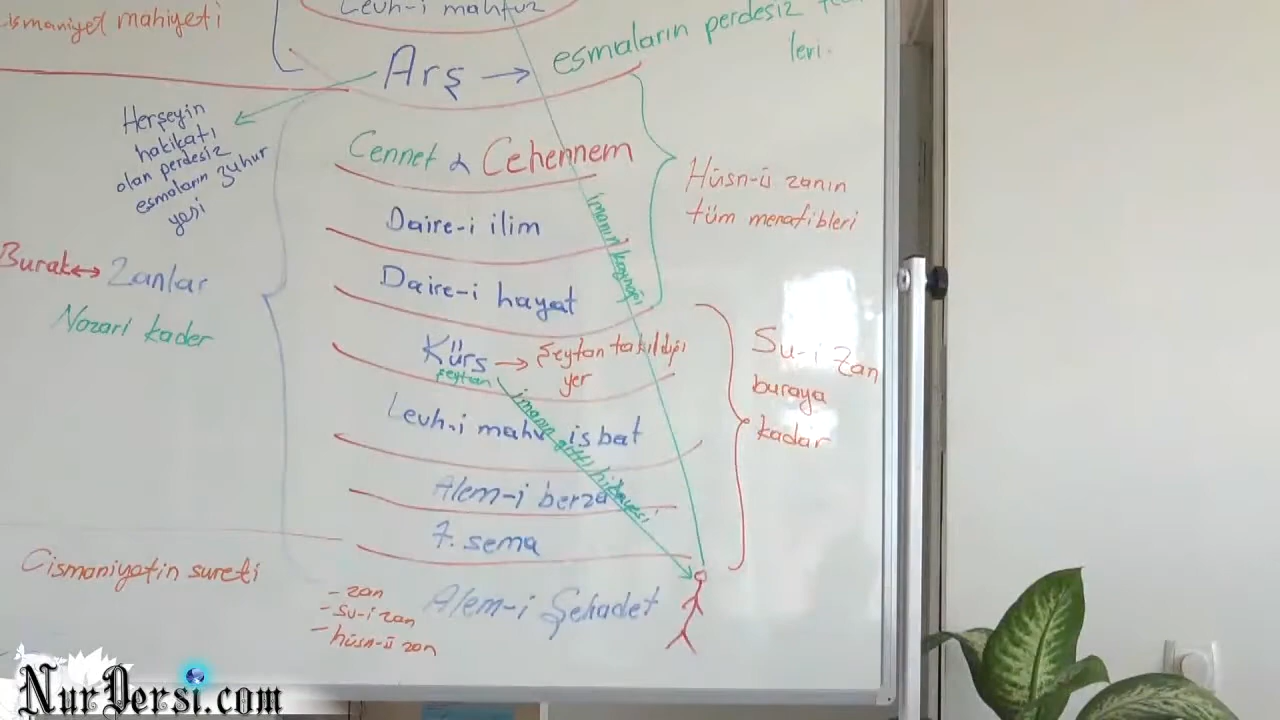 Levh-i mahfuz
Cismaniyet mahiyeti
Arş → esmaların perdesiz
leri.
Herşeyin
hakikatı
olan perdesiz
esmaların zuhur
yeri
Cennet & Cehennem
Hüsn-ü zanın
tüm meratibleri
Daire-i ilim
imanın kaynağı
Burak ↔ Zanlar
Nazari kader
Daire-i hayat
Kürs → Şeytan takıldığı
yer
şeytan
Su-i Zan
buraya
kadar
Levh-i mahv isbat
imanın gittiği hikayesi
Alem-i berza
7. sema
Cismaniyatin sureti
Alem-i Şehadet
- zan
- su-i zan
- hüsn-ü zan
NurDersi.com